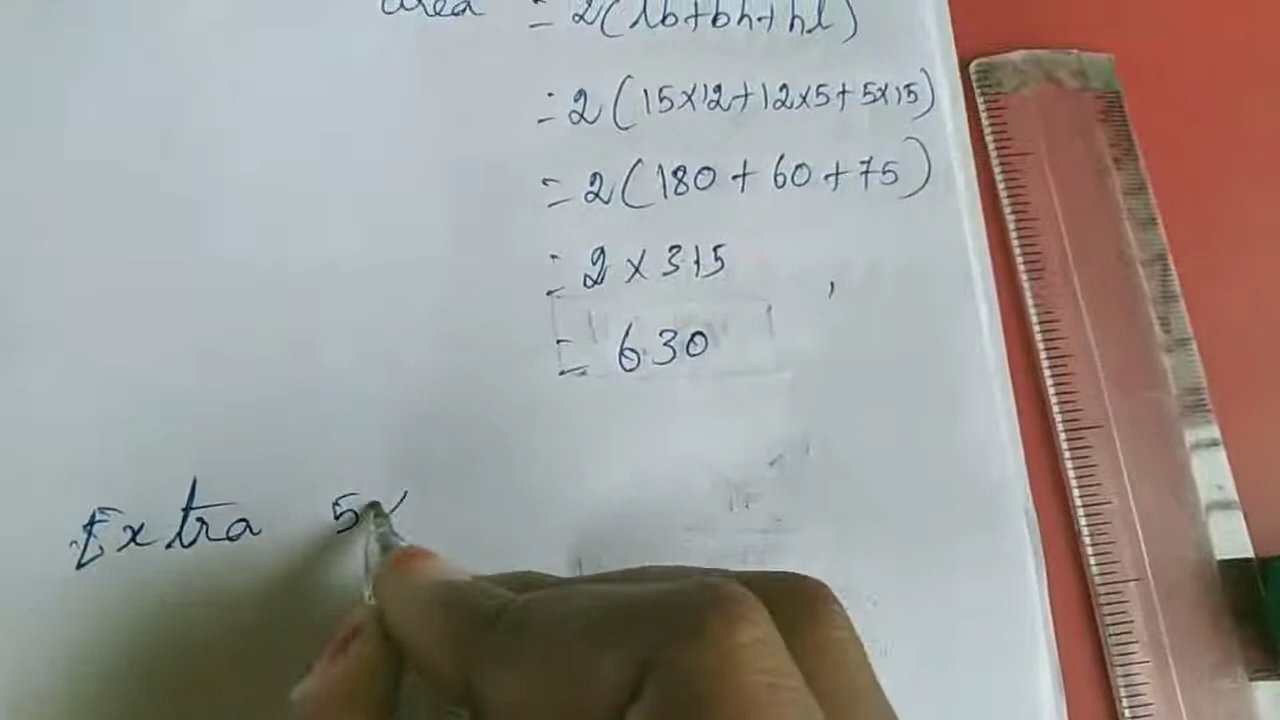 area = 2(lb+bh+hl)
= 2(15×12+12×5+5×15)
= 2(180+60+75)
= 2×315
= 630
Extra 5